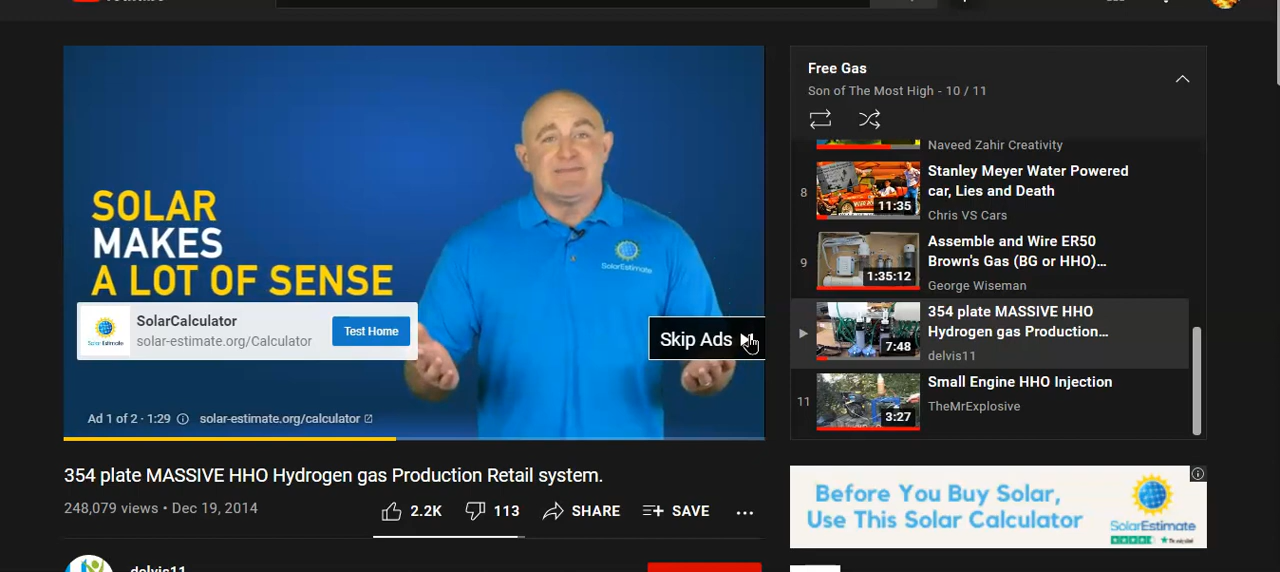 SOLAR
MAKES
A LOT OF SENSE
SolarEstimate
SolarCalculator
solar-estimate.org/Calculator
Test Home
Solar Estimate
Skip Ads
Ad 1 of 2 · 1:29
solar-estimate.org/calculator
354 plate MASSIVE HHO Hydrogen gas Production Retail system.
248,079 views • Dec 19, 2014
2.2K
113
SHARE
SAVE
delvis11
Free Gas
Son of The Most High - 10 / 11
Naveed Zahir Creativity
8
11:35
Stanley Meyer Water Powered
car, Lies and Death
Chris VS Cars
9
1:35:12
Assemble and Wire ER50
Brown's Gas (BG or HHO)…
George Wiseman
7:48
354 plate MASSIVE HHO
Hydrogen gas Production…
delvis11
11
3:27
Small Engine HHO Injection
TheMrExplosive
Before You Buy Solar,
Use This Solar Calculator
SolarEstimate